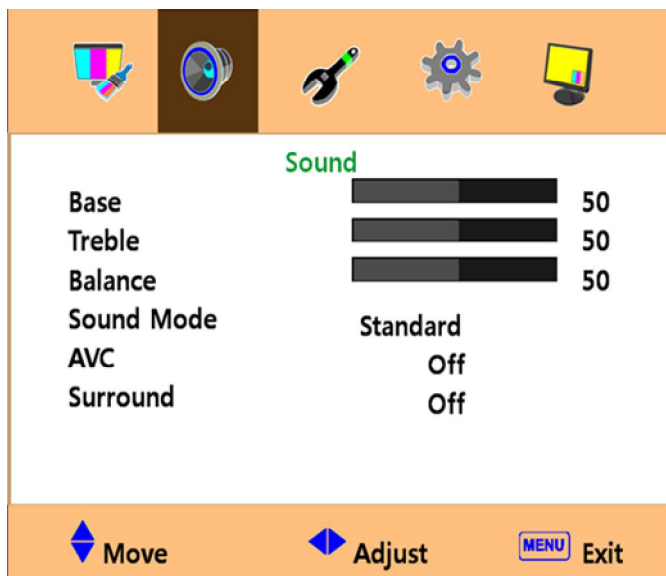 Sound
Base 50
Treble 50
Balance 50
Sound Mode Standard
AVC Off
Surround Off
Move Adjust MENU Exit